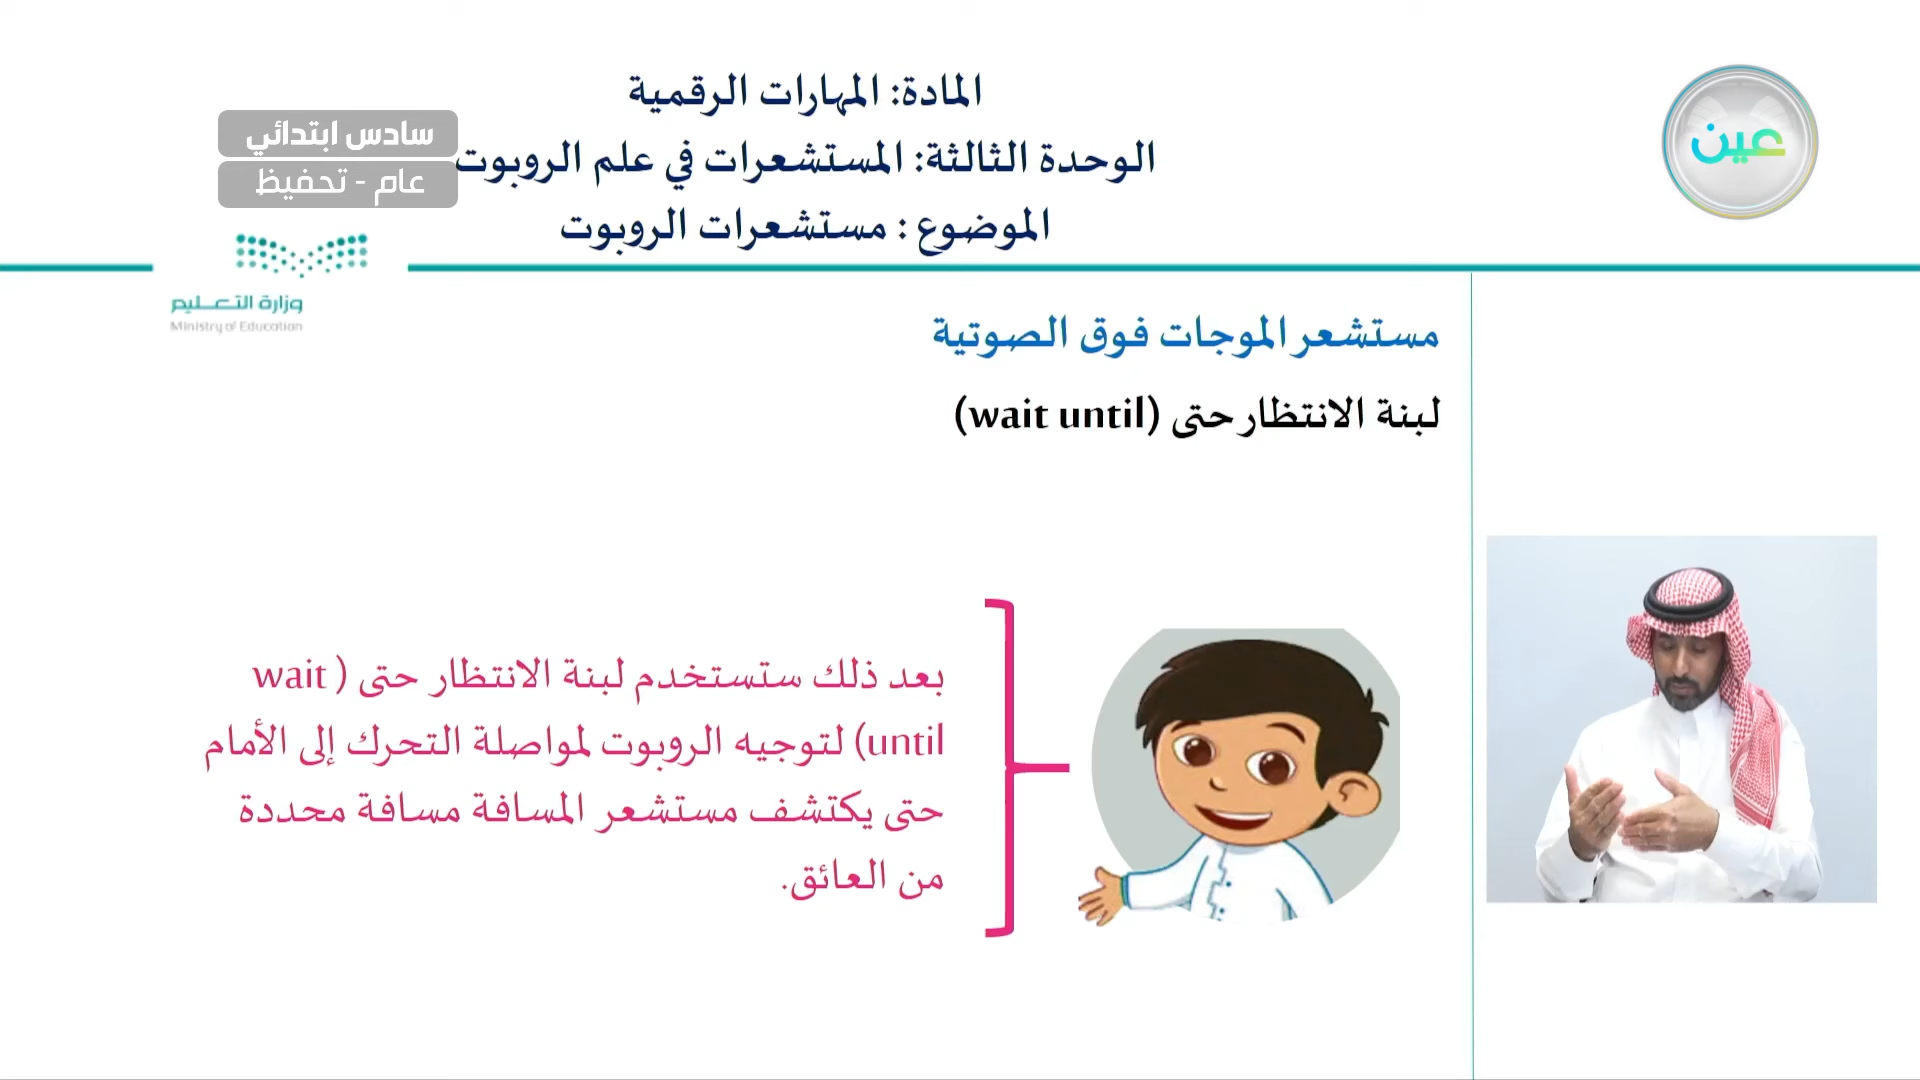 المادة: المهارات الرقمية
الوحدة الثالثة: المستشعرات في علم الروبوت
الموضوع : مستشعرات الروبوت
عين
سادس ابتدائي
عام - تحفيظ
وزارة التعليم
Ministry of Education
مستشعر الموجات فوق الصوتية
لبنة الانتظار حتى (wait until)
بعد ذلك ستستخدم لبنة الانتظار حتى (wait
until) لتوجيه الروبوت لمواصلة التحرك إلى الأمام
حتى يكتشف مستشعر المسافة مسافة محددة
من العائق.